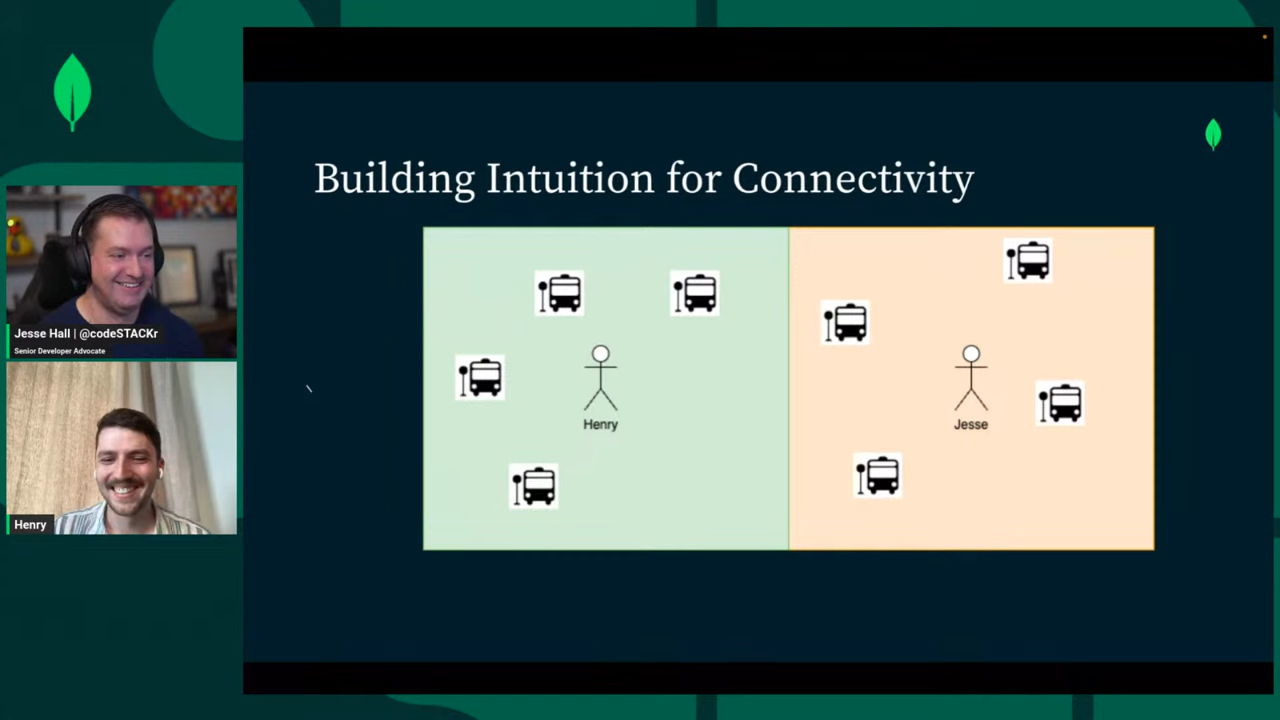 Building Intuition for Connectivity
Jesse Hall | @codeSTACKr
Senior Developer Advocate
Henry
Henry
Jesse